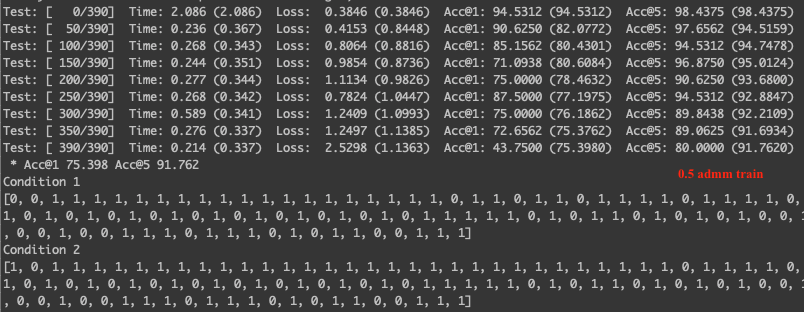 Test: [   0/390]  Time: 2.086 (2.086)  Loss:  0.3846 (0.3846)  Acc@1: 94.5312 (94.5312)  Acc@5: 98.4375 (98.4375)
Test: [  50/390]  Time: 0.236 (0.367)  Loss:  0.4153 (0.8448)  Acc@1: 90.6250 (82.0772)  Acc@5: 97.6562 (94.5159)
Test: [ 100/390]  Time: 0.268 (0.343)  Loss:  0.8064 (0.8816)  Acc@1: 85.1562 (80.4301)  Acc@5: 94.5312 (94.7478)
Test: [ 150/390]  Time: 0.244 (0.351)  Loss:  0.9854 (0.8736)  Acc@1: 71.0938 (80.6084)  Acc@5: 96.8750 (95.0124)
Test: [ 200/390]  Time: 0.277 (0.344)  Loss:  1.1134 (0.9826)  Acc@1: 75.0000 (78.4632)  Acc@5: 90.6250 (93.6800)
Test: [ 250/390]  Time: 0.268 (0.342)  Loss:  0.7824 (1.0447)  Acc@1: 87.5000 (77.1975)  Acc@5: 94.5312 (92.8847)
Test: [ 300/390]  Time: 0.589 (0.341)  Loss:  1.2409 (1.0993)  Acc@1: 75.0000 (76.1862)  Acc@5: 89.8438 (92.2109)
Test: [ 350/390]  Time: 0.276 (0.337)  Loss:  1.2497 (1.1385)  Acc@1: 72.6562 (75.3762)  Acc@5: 89.0625 (91.6934)
Test: [ 390/390]  Time: 0.214 (0.337)  Loss:  2.5298 (1.1363)  Acc@1: 43.7500 (75.3980)  Acc@5: 80.0000 (91.7620)
* Acc@1 75.398 Acc@5 91.762
0.5 admm train
Condition 1
[0, 0, 1, 1, 1, 1, 1, 1, 1, 1, 1, 1, 1, 1, 1, 1, 1, 1, 1, 1, 1, 0, 1, 1, 0, 1, 1, 0, 1, 1, 1, 1, 0, 1, 1, 1, 1, 0,
1, 0, 1, 0, 1, 0, 1, 0, 1, 0, 1, 0, 1, 0, 1, 0, 1, 1, 1, 1, 1, 1, 0, 1, 0, 1, 1, 0, 1, 0, 1, 0, 1, 0, 1, 0, 0, 1
, 0, 0, 1, 0, 0, 1, 1, 1, 0, 1, 1, 1, 0, 1, 0, 1, 1, 0, 0, 1, 1, 1]
Condition 2
[1, 0, 1, 1, 1, 1, 1, 1, 1, 1, 1, 1, 1, 1, 1, 1, 1, 1, 1, 1, 1, 1, 1, 1, 1, 1, 1, 1, 1, 1, 1, 1, 0, 1, 1, 1, 1, 0,
1, 0, 1, 0, 1, 0, 1, 0, 1, 0, 1, 0, 1, 0, 1, 0, 1, 1, 1, 1, 1, 1, 0, 1, 0, 1, 1, 0, 1, 0, 1, 0, 1, 0, 1, 0, 0, 1
, 0, 0, 1, 0, 0, 1, 1, 1, 0, 1, 1, 1, 0, 1, 0, 1, 1, 0, 0, 1, 1, 1]